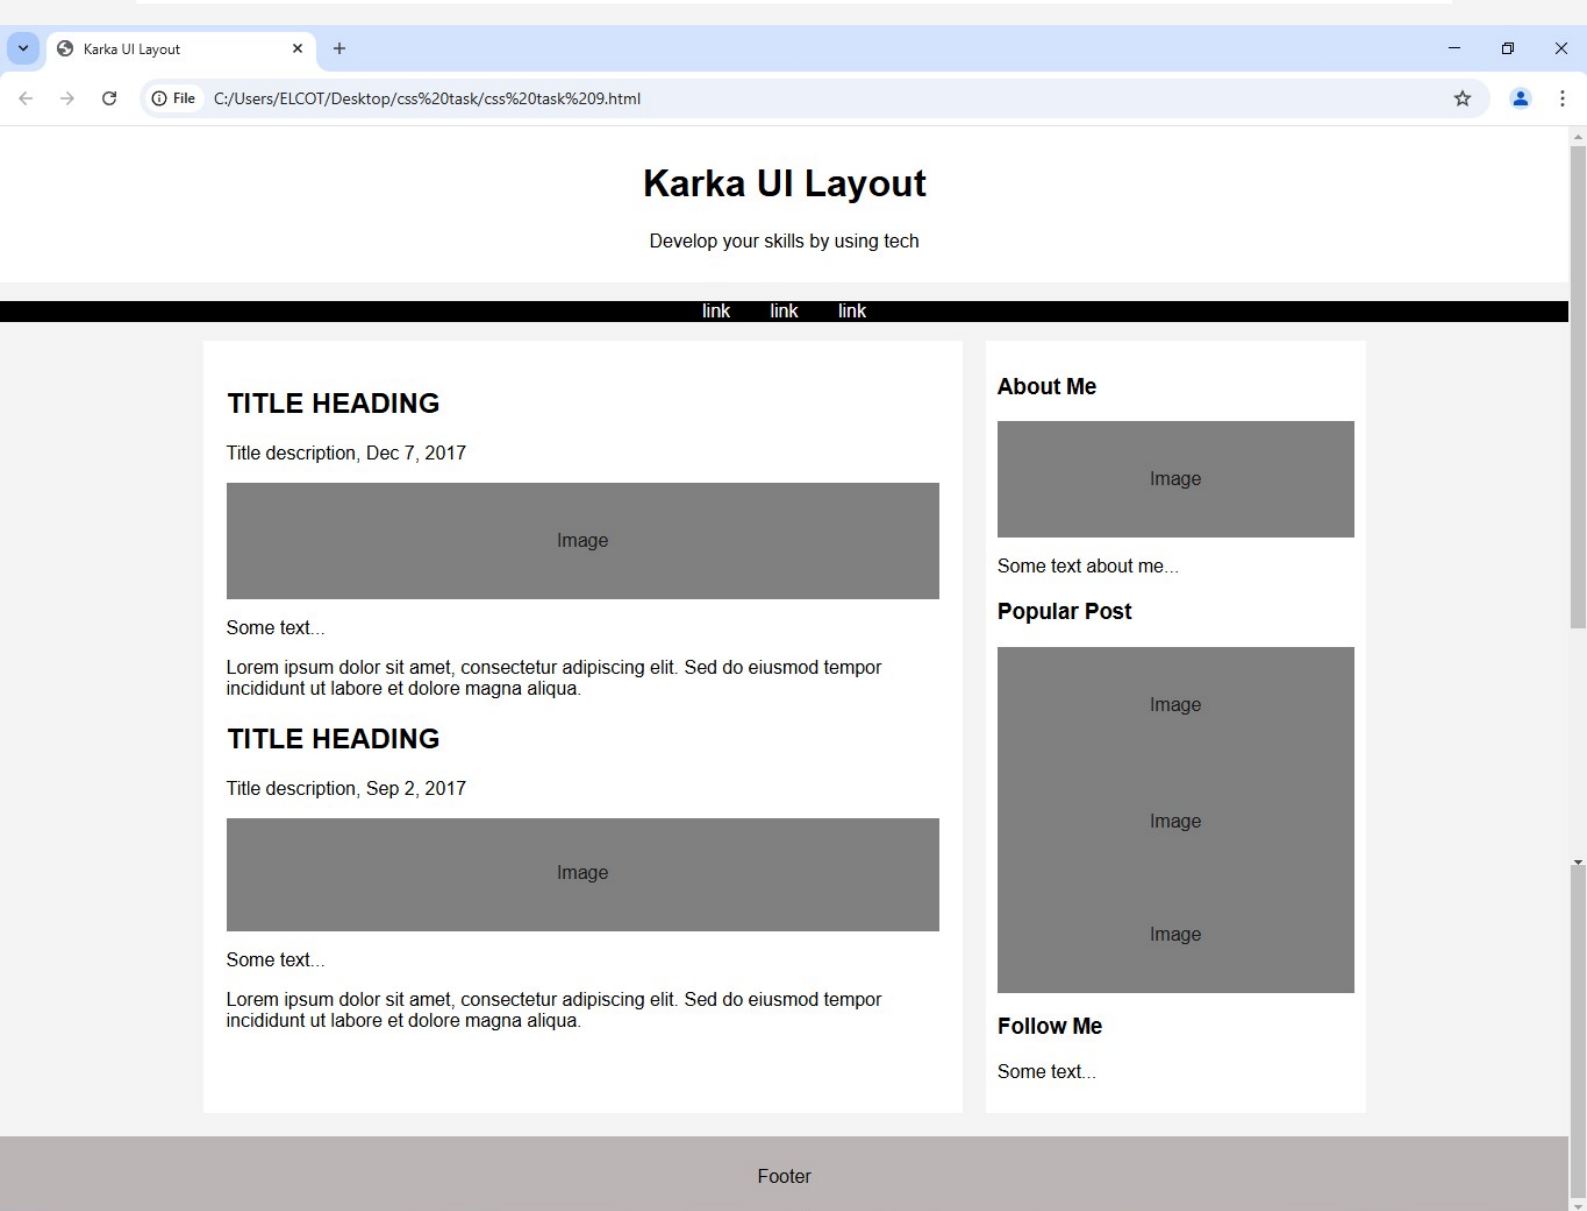 Karka UI Layout
File C:/Users/ELCOT/Desktop/css%20task/css%20task%209.html
Karka UI Layout
Develop your skills by using tech
link link link
TITLE HEADING
Title description, Dec 7, 2017
Image
Some text...
Lorem ipsum dolor sit amet, consectetur adipiscing elit. Sed do eiusmod tempor
incididunt ut labore et dolore magna aliqua.
TITLE HEADING
Title description, Sep 2, 2017
Image
Some text...
Lorem ipsum dolor sit amet, consectetur adipiscing elit. Sed do eiusmod tempor
incididunt ut labore et dolore magna aliqua.
About Me
Image
Some text about me...
Popular Post
Image
Image
Image
Follow Me
Some text...
Footer